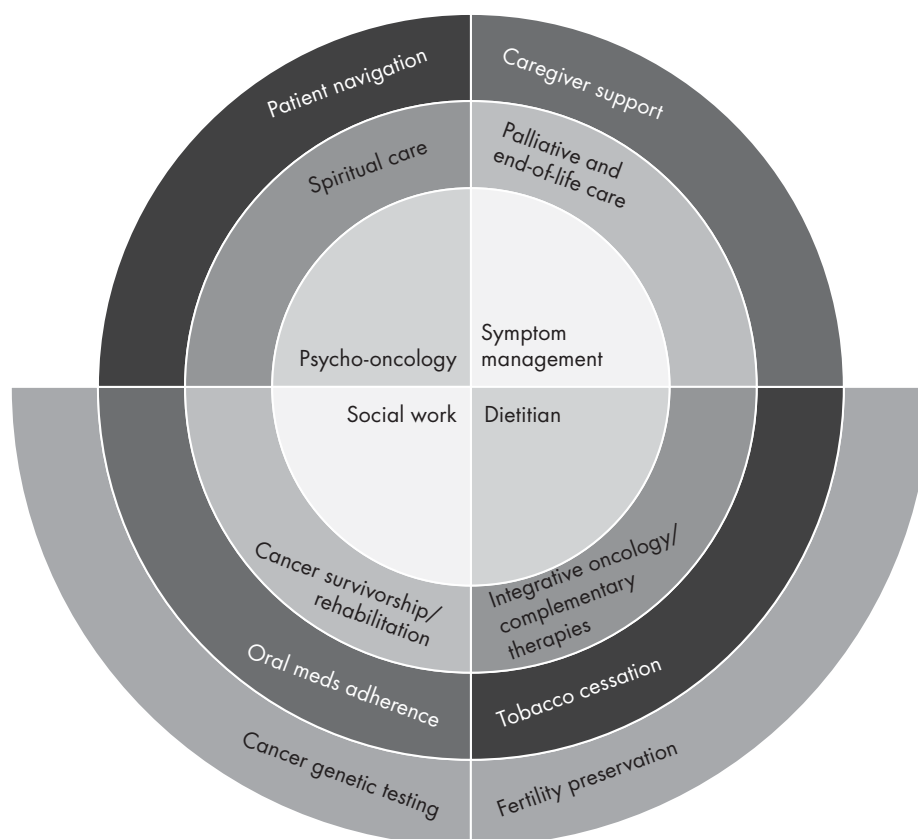 Patient navigation
Caregiver support
Spiritual care
Palliative and
end-of-life care
Psycho-oncology
Symptom
management
Social work
Dietitian
Cancer survivorship/
rehabilitation
Integrative oncology/
complementary
therapies
Oral meds adherence
Tobacco cessation
Cancer genetic testing
Fertility preservation